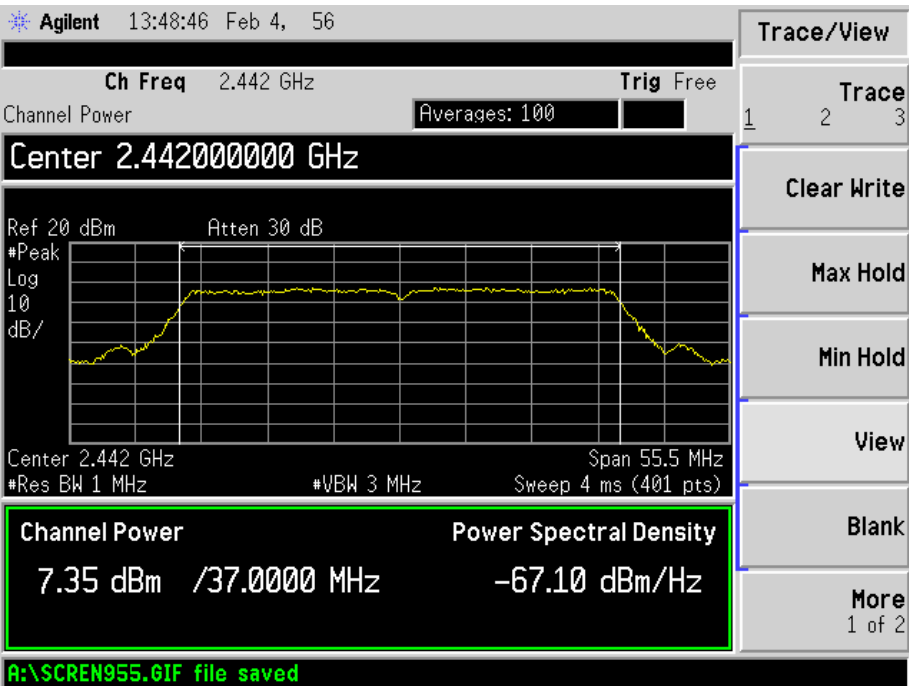 Agilent 13:48:46 Feb 4, 56
Ch Freq 2.442 GHz Trig Free
Channel Power Averages: 100
Center 2.442000000 GHz
Ref 20 dBm Atten 30 dB
#Peak
Log
10
dB/
Center 2.442 GHz Span 55.5 MHz
#Res BW 1 MHz #VBW 3 MHz Sweep 4 ms (401 pts)
Channel Power Power Spectral Density
7.35 dBm /37.0000 MHz -67.10 dBm/Hz
A:\SCREN955.GIF file saved
Trace/View
Trace
1 2 3
Clear Write
Max Hold
Min Hold
View
Blank
More
1 of 2